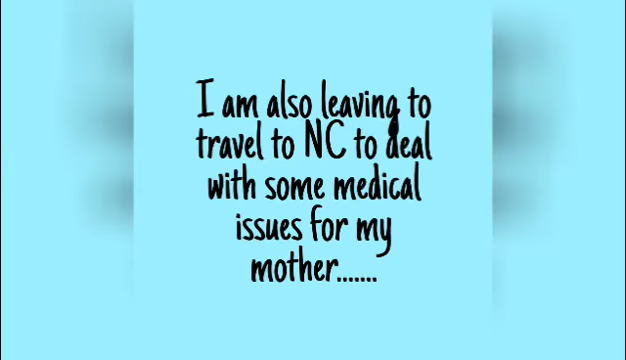 I am also leaving to
travel to NC to deal
with some medical
issues for my
mother.......